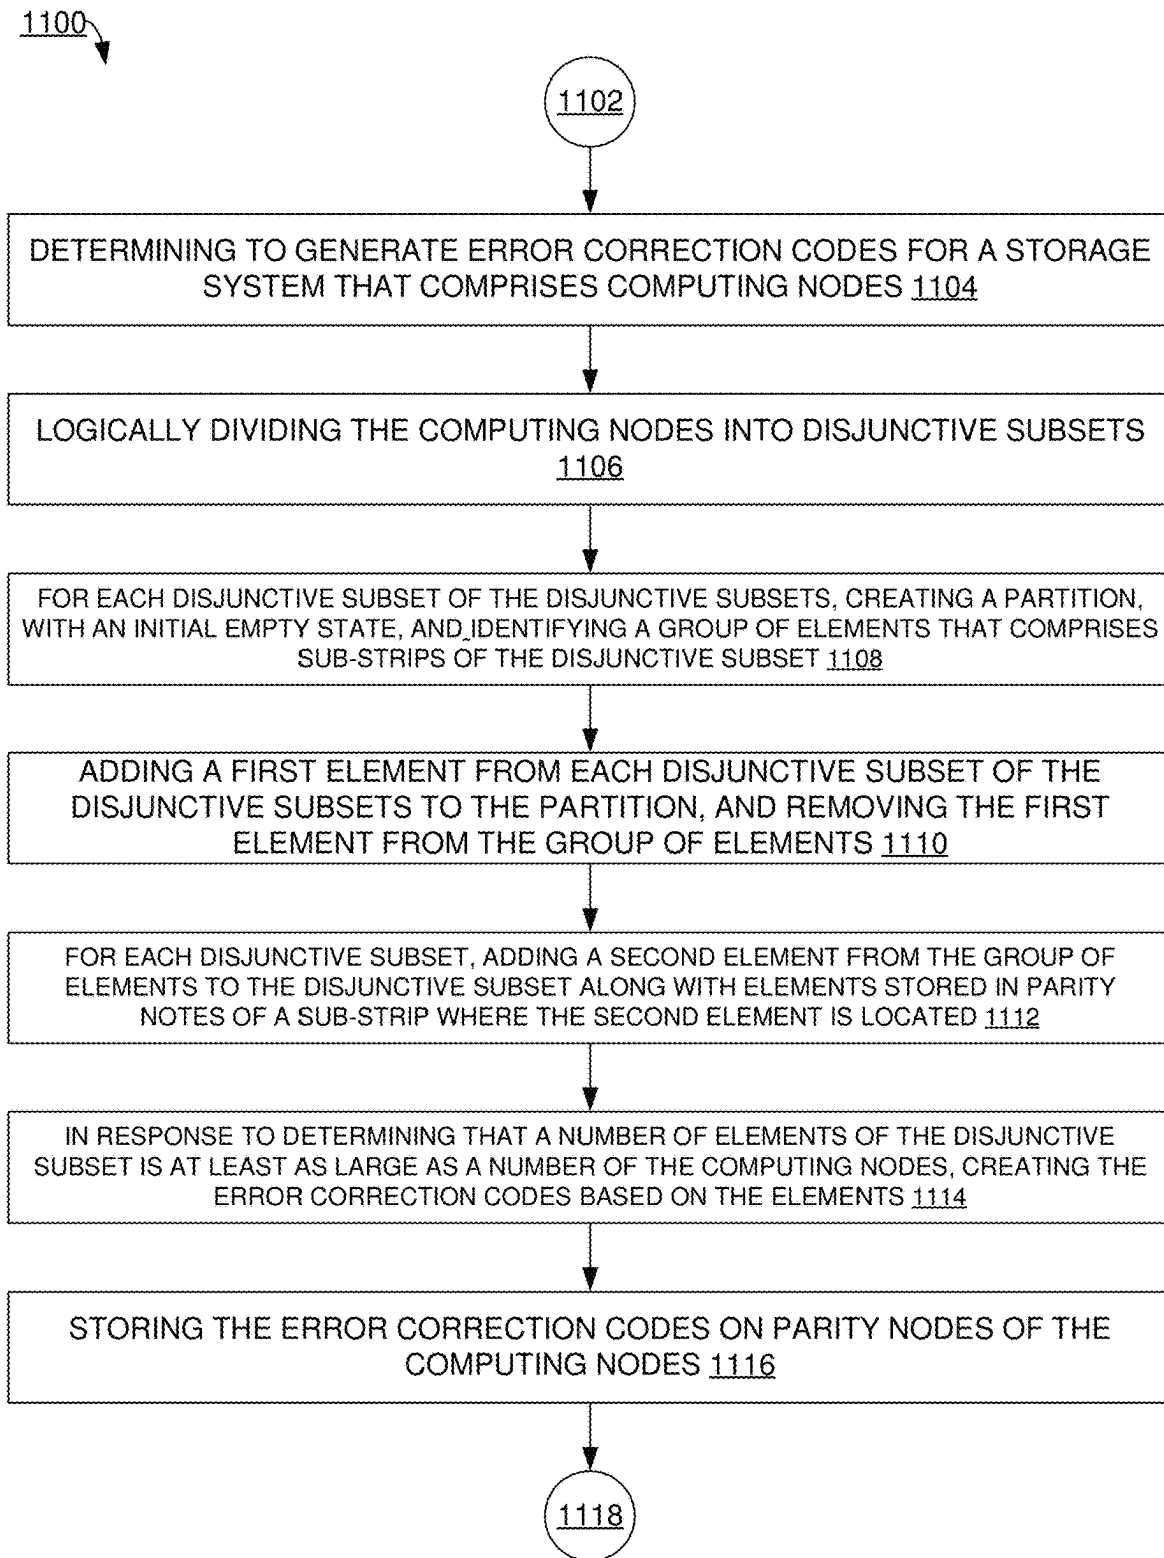 1100
1102
DETERMINING TO GENERATE ERROR CORRECTION CODES FOR A STORAGE
SYSTEM THAT COMPRISES COMPUTING NODES 1104
LOGICALLY DIVIDING THE COMPUTING NODES INTO DISJUNCTIVE SUBSETS
1106
FOR EACH DISJUNCTIVE SUBSET OF THE DISJUNCTIVE SUBSETS, CREATING A PARTITION,
WITH AN INITIAL EMPTY STATE, AND IDENTIFYING A GROUP OF ELEMENTS THAT COMPRISES
SUB-STRIPS OF THE DISJUNCTIVE SUBSET 1108
ADDING A FIRST ELEMENT FROM EACH DISJUNCTIVE SUBSET OF THE
DISJUNCTIVE SUBSETS TO THE PARTITION, AND REMOVING THE FIRST
ELEMENT FROM THE GROUP OF ELEMENTS 1110
FOR EACH DISJUNCTIVE SUBSET, ADDING A SECOND ELEMENT FROM THE GROUP OF
ELEMENTS TO THE DISJUNCTIVE SUBSET ALONG WITH ELEMENTS STORED IN PARITY
NOTES OF A SUB-STRIP WHERE THE SECOND ELEMENT IS LOCATED 1112
IN RESPONSE TO DETERMINING THAT A NUMBER OF ELEMENTS OF THE DISJUNCTIVE
SUBSET IS AT LEAST AS LARGE AS A NUMBER OF THE COMPUTING NODES, CREATING THE
ERROR CORRECTION CODES BASED ON THE ELEMENTS 1114
STORING THE ERROR CORRECTION CODES ON PARITY NODES OF THE
COMPUTING NODES 1116
1118